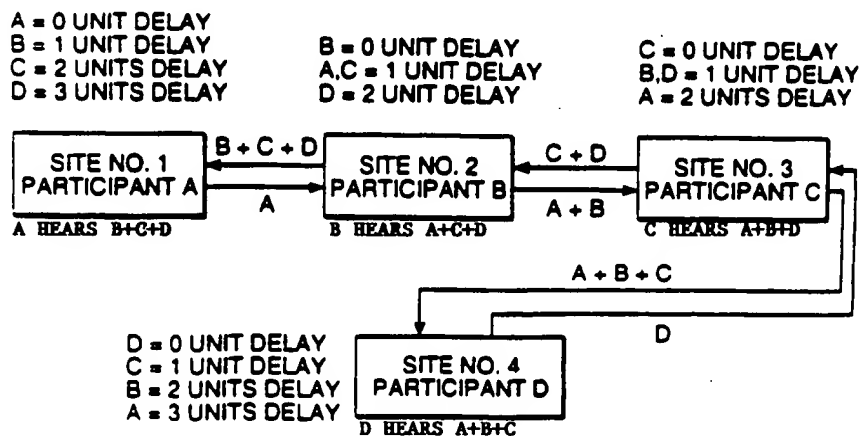 A = 0 UNIT DELAY
B = 1 UNIT DELAY
C = 2 UNITS DELAY
D = 3 UNITS DELAY
B = 0 UNIT DELAY
A,C = 1 UNIT DELAY
D = 2 UNIT DELAY
C = 0 UNIT DELAY
B,D = 1 UNIT DELAY
A = 2 UNITS DELAY
SITE NO. 1
PARTICIPANT A
A HEARS B+C+D
B + C + D
A
SITE NO. 2
PARTICIPANT B
B HEARS A+C+D
C + D
A + B
SITE NO. 3
PARTICIPANT C
C HEARS A+B+D
A + B + C
D
D = 0 UNIT DELAY
C = 1 UNIT DELAY
B = 2 UNITS DELAY
A = 3 UNITS DELAY
SITE NO. 4
PARTICIPANT D
D HEARS A+B+C